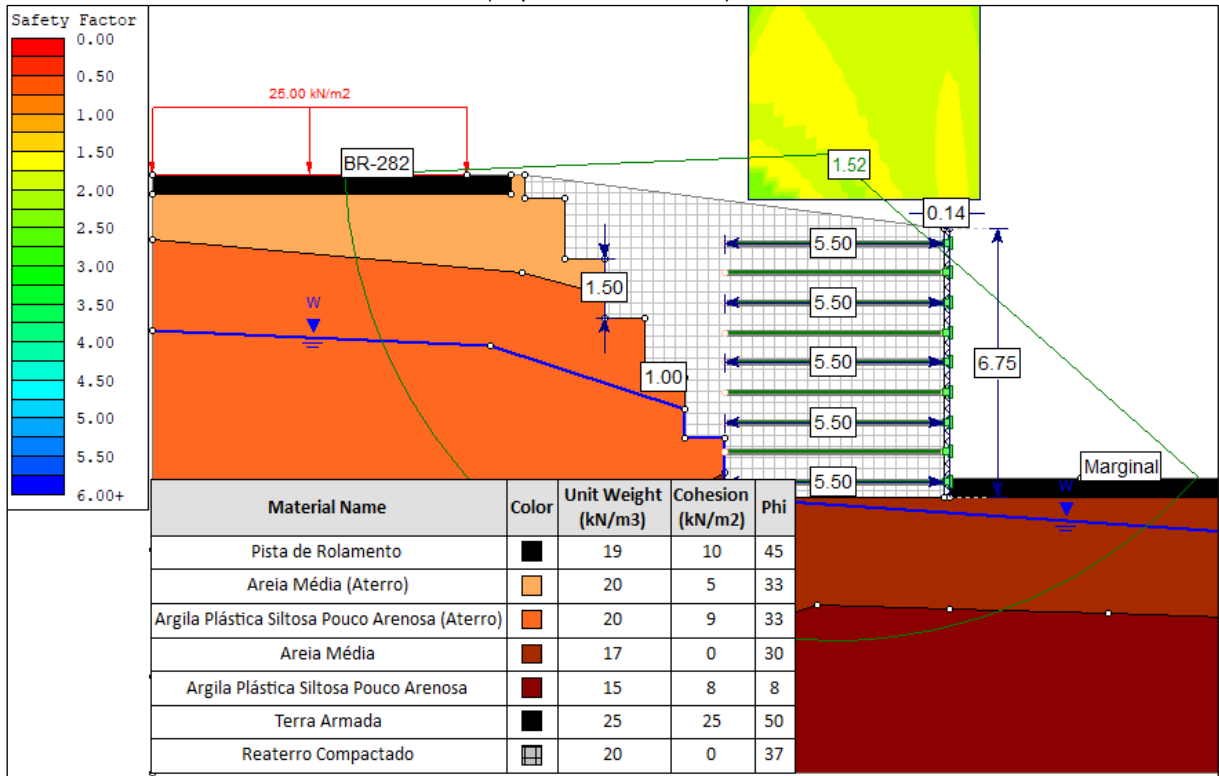 Safety Factor
0.00
0.50
1.00
1.50
2.00
2.50
3.00
3.50
4.00
4.50
5.00
5.50
6.00+
25.00 kN/m2
BR-282
1.52
0.14
5.50
1.50
5.50
W
5.50
6.75
1.00
5.50
Marginal
5.50
W
Material Name Color Unit Weight (kN/m3) Cohesion (kN/m2) Phi
Pista de Rolamento 19 10 45
Areia Média (Aterro) 20 5 33
Argila Plástica Siltosa Pouco Arenosa (Aterro) 20 9 33
Areia Média 17 0 30
Argila Plástica Siltosa Pouco Arenosa 15 8 8
Terra Armada 25 25 50
Reaterro Compactado 20 0 37